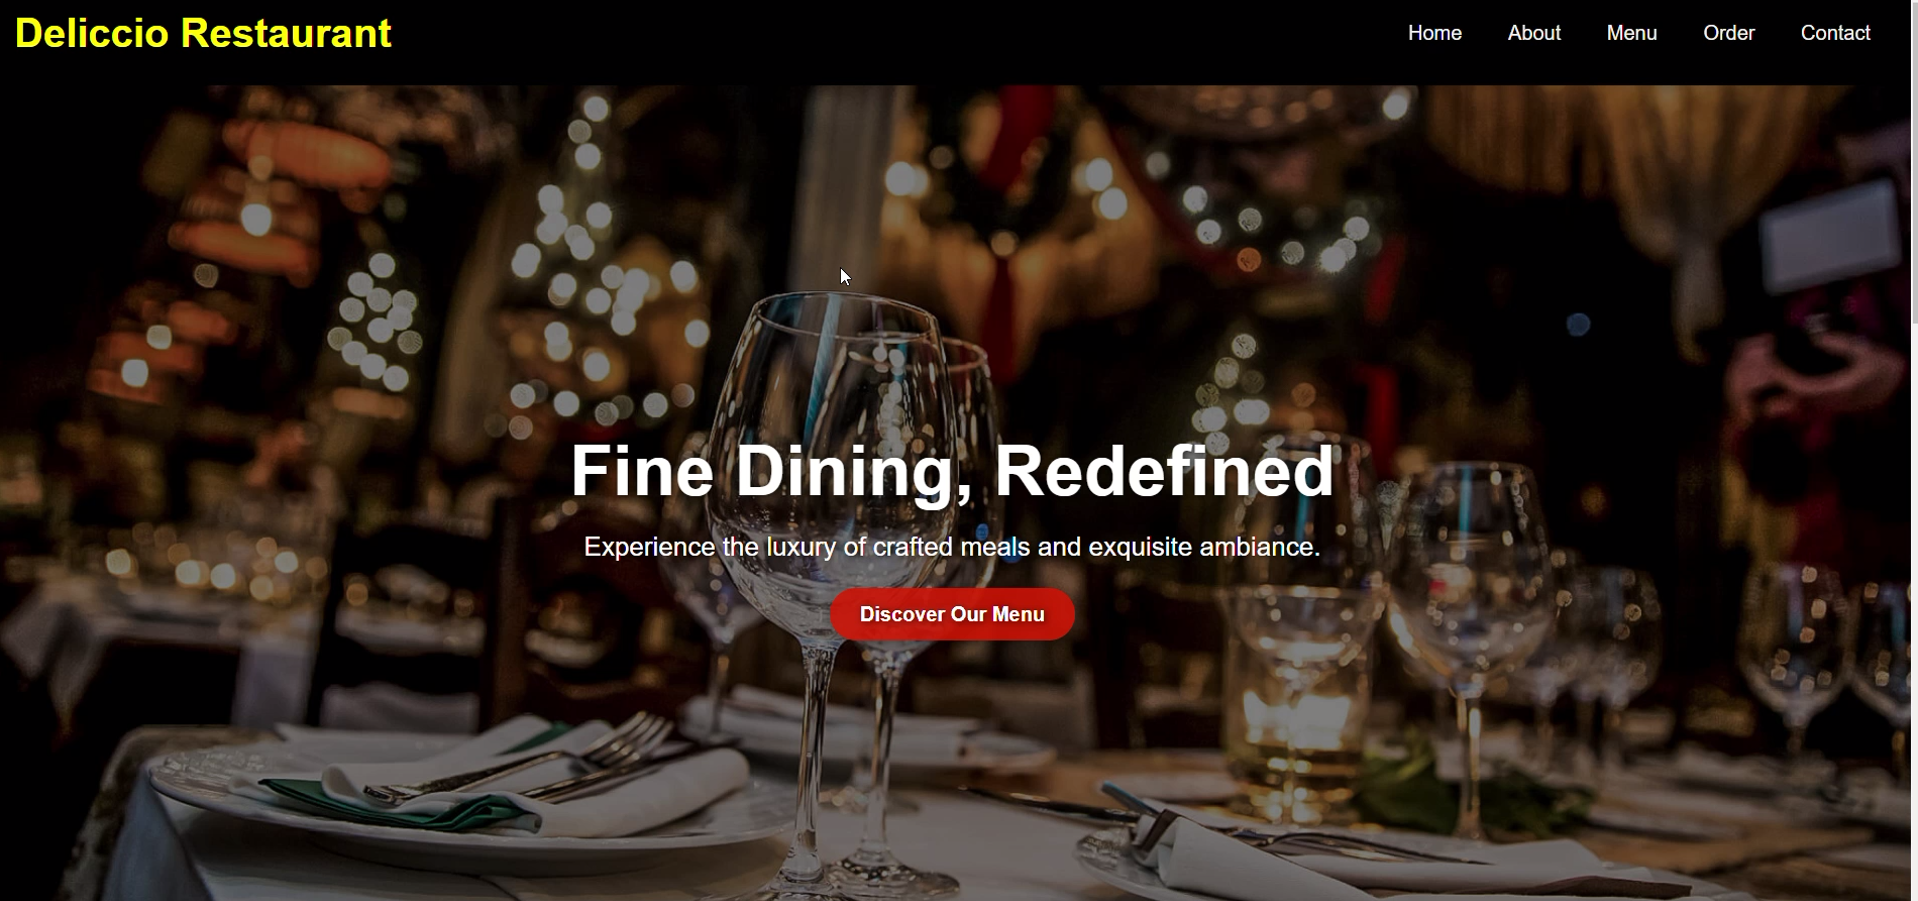 Deliccio Restaurant
Home About Menu Order Contact
Fine Dining, Redefined
Experience the luxury of crafted meals and exquisite ambiance.
Discover Our Menu